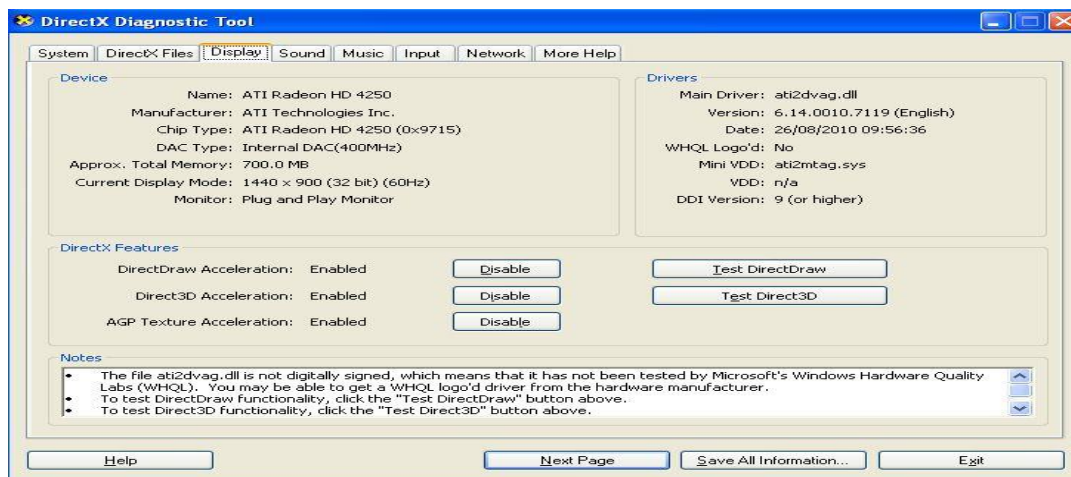 DirectX Diagnostic Tool
System DirectX Files Display Sound Music Input Network More Help
Device
Name: ATI Radeon HD 4250
Manufacturer: ATI Technologies Inc.
Chip Type: ATI Radeon HD 4250 (0x9715)
DAC Type: Internal DAC(400MHz)
Approx. Total Memory: 700.0 MB
Current Display Mode: 1440 x 900 (32 bit) (60Hz)
Monitor: Plug and Play Monitor
Drivers
Main Driver: ati2dvag.dll
Version: 6.14.0010.7119 (English)
Date: 26/08/2010 09:56:36
WHQL Logo'd: No
Mini VDD: ati2mtag.sys
VDD: n/a
DDI Version: 9 (or higher)
DirectX Features
DirectDraw Acceleration: Enabled Disable Test DirectDraw
Direct3D Acceleration: Enabled Disable Test Direct3D
AGP Texture Acceleration: Enabled Disable
Notes
• The file ati2dvag.dll is not digitally signed, which means that it has not been tested by Microsoft's Windows Hardware Quality
Labs (WHQL). You may be able to get a WHQL logo'd driver from the hardware manufacturer.
• To test DirectDraw functionality, click the "Test DirectDraw" button above.
• To test Direct3D functionality, click the "Test Direct3D" button above.
Help Next Page Save All Information... Exit